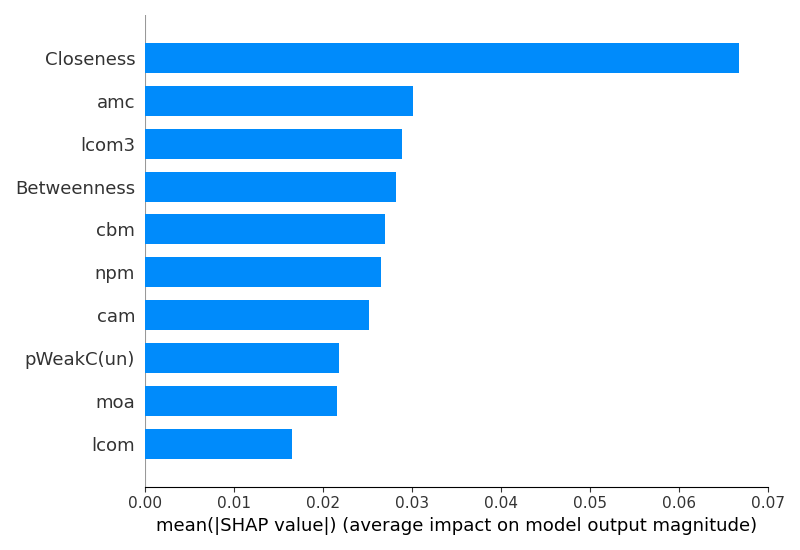 Closeness
amc
lcom3
Betweenness
cbm
npm
cam
pWeakC(un)
moa
lcom
0.00 0.01 0.02 0.03 0.04 0.05 0.06 0.07
mean(|SHAP value|) (average impact on model output magnitude)